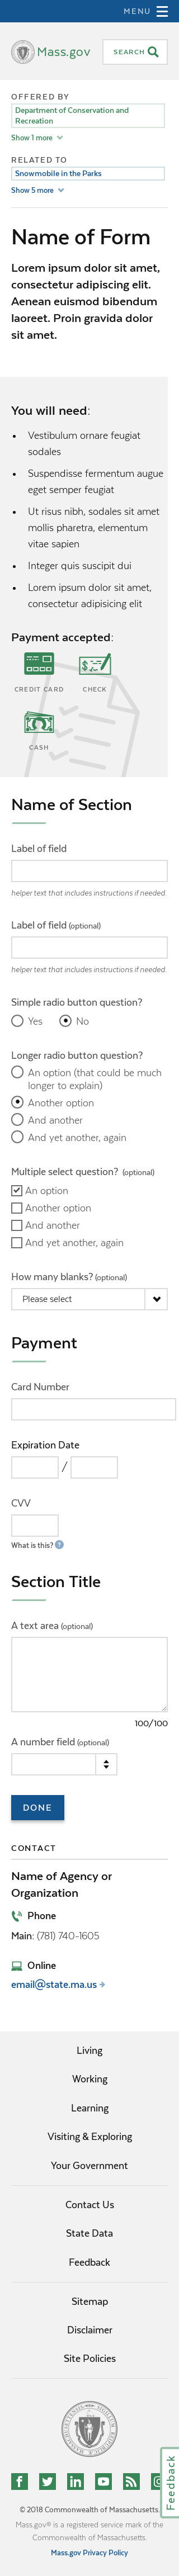 MENU
Mass.gov
SEARCH
OFFERED BY
Department of Conservation and
Recreation
Show 1 more
RELATED TO
Snowmobile in the Parks
Show 5 more
Name of Form
Lorem ipsum dolor sit amet,
consectetur adipiscing elit.
Aenean euismod bibendum
laoreet. Proin gravida dolor
sit amet.
You will need:
• Vestibulum ornare feugiat
sodales
• Suspendisse fermentum augue
eget semper feugiat
• Ut risus nibh, sodales sit amet
mollis pharetra, elementum
vitae sapien
• Integer quis suscipit dui
• Lorem ipsum dolor sit amet,
consectetur adipisicing elit
Payment accepted:
CREDIT CARD
CHECK
CASH
Name of Section
Label of field
helper text that includes instructions if needed.
Label of field (optional)
helper text that includes instructions if needed.
Simple radio button question?
Yes No
Longer radio button question?
An option (that could be much
longer to explain)
Another option
And another
And yet another, again
Multiple select question? (optional)
An option
Another option
And another
And yet another, again
How many blanks? (optional)
Please select
Payment
Card Number
Expiration Date
/
CVV
What is this? ?
Section Title
A text area (optional)
100/100
A number field (optional)
DONE
CONTACT
Name of Agency or
Organization
Phone
Main: (781) 740-1605
Online
email@state.ma.us
Living
Working
Learning
Visiting & Exploring
Your Government
Contact Us
State Data
Feedback
Sitemap
Disclaimer
Site Policies
Feedback
© 2018 Commonwealth of Massachusetts.
Mass.gov® is a registered service mark of the
Commonwealth of Massachusetts.
Mass.gov Privacy Policy